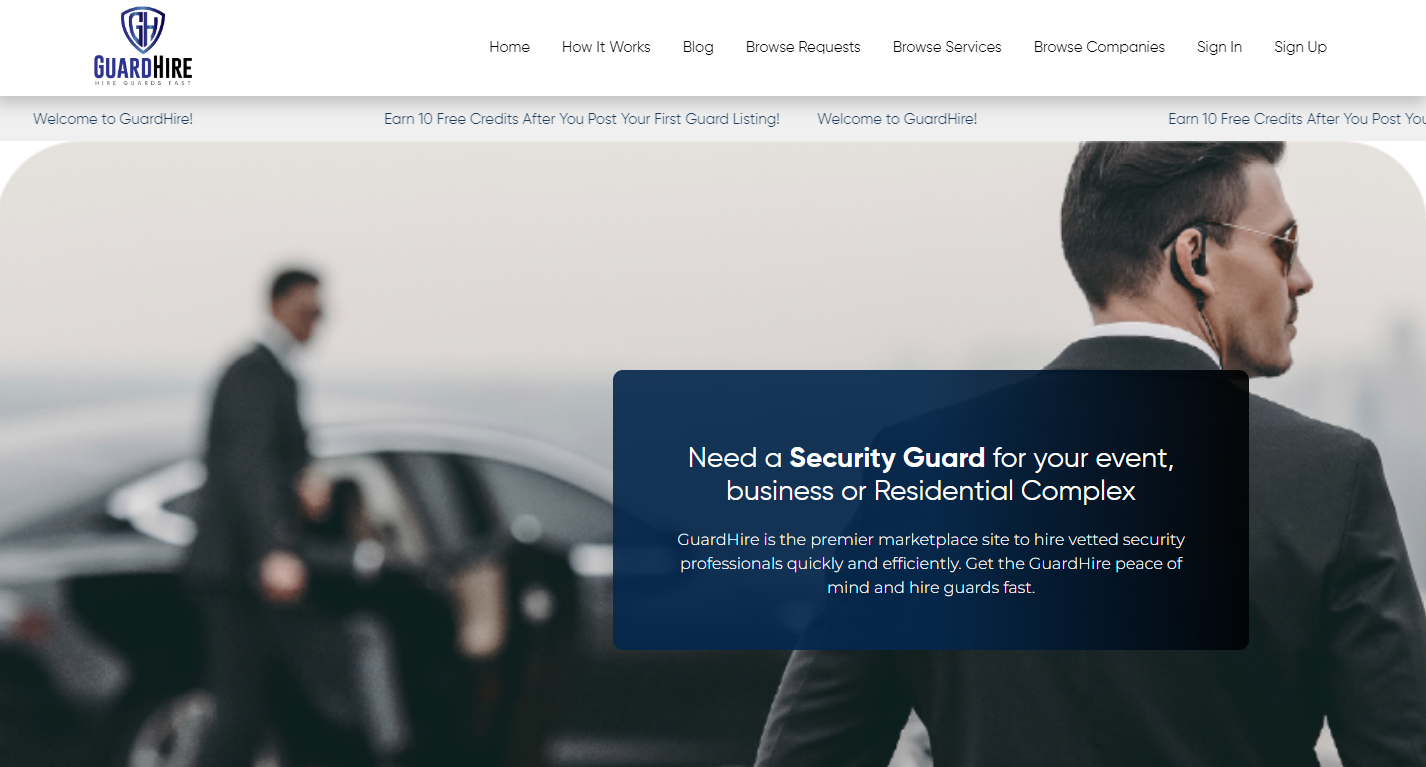 GH
GUARDHIRE
HIRE GUARDS FAST
Home How It Works Blog Browse Requests Browse Services Browse Companies Sign In Sign Up
Welcome to GuardHire! Earn 10 Free Credits After You Post Your First Guard Listing! Welcome to GuardHire! Earn 10 Free Credits After You Post You
Need a Security Guard for your event,
business or Residential Complex
GuardHire is the premier marketplace site to hire vetted security
professionals quickly and efficiently. Get the GuardHire peace of
mind and hire guards fast.